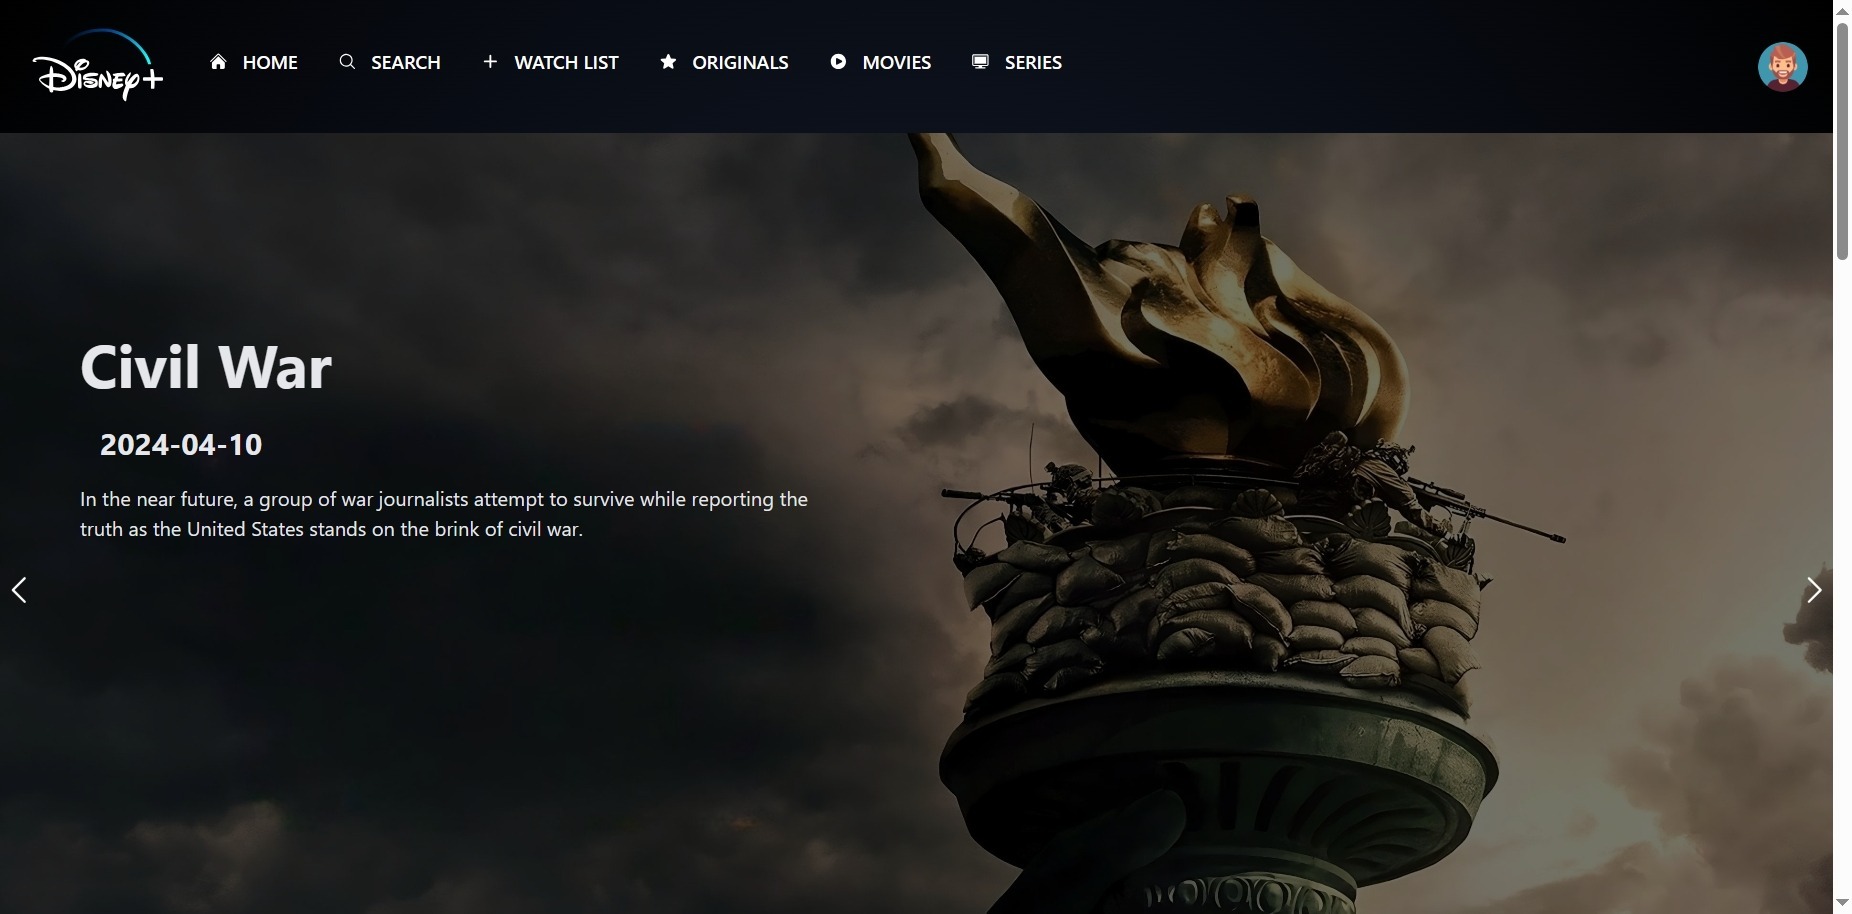 Disney+
HOME
SEARCH
WATCH LIST
ORIGINALS
MOVIES
SERIES
Civil War
2024-04-10
In the near future, a group of war journalists attempt to survive while reporting the
truth as the United States stands on the brink of civil war.